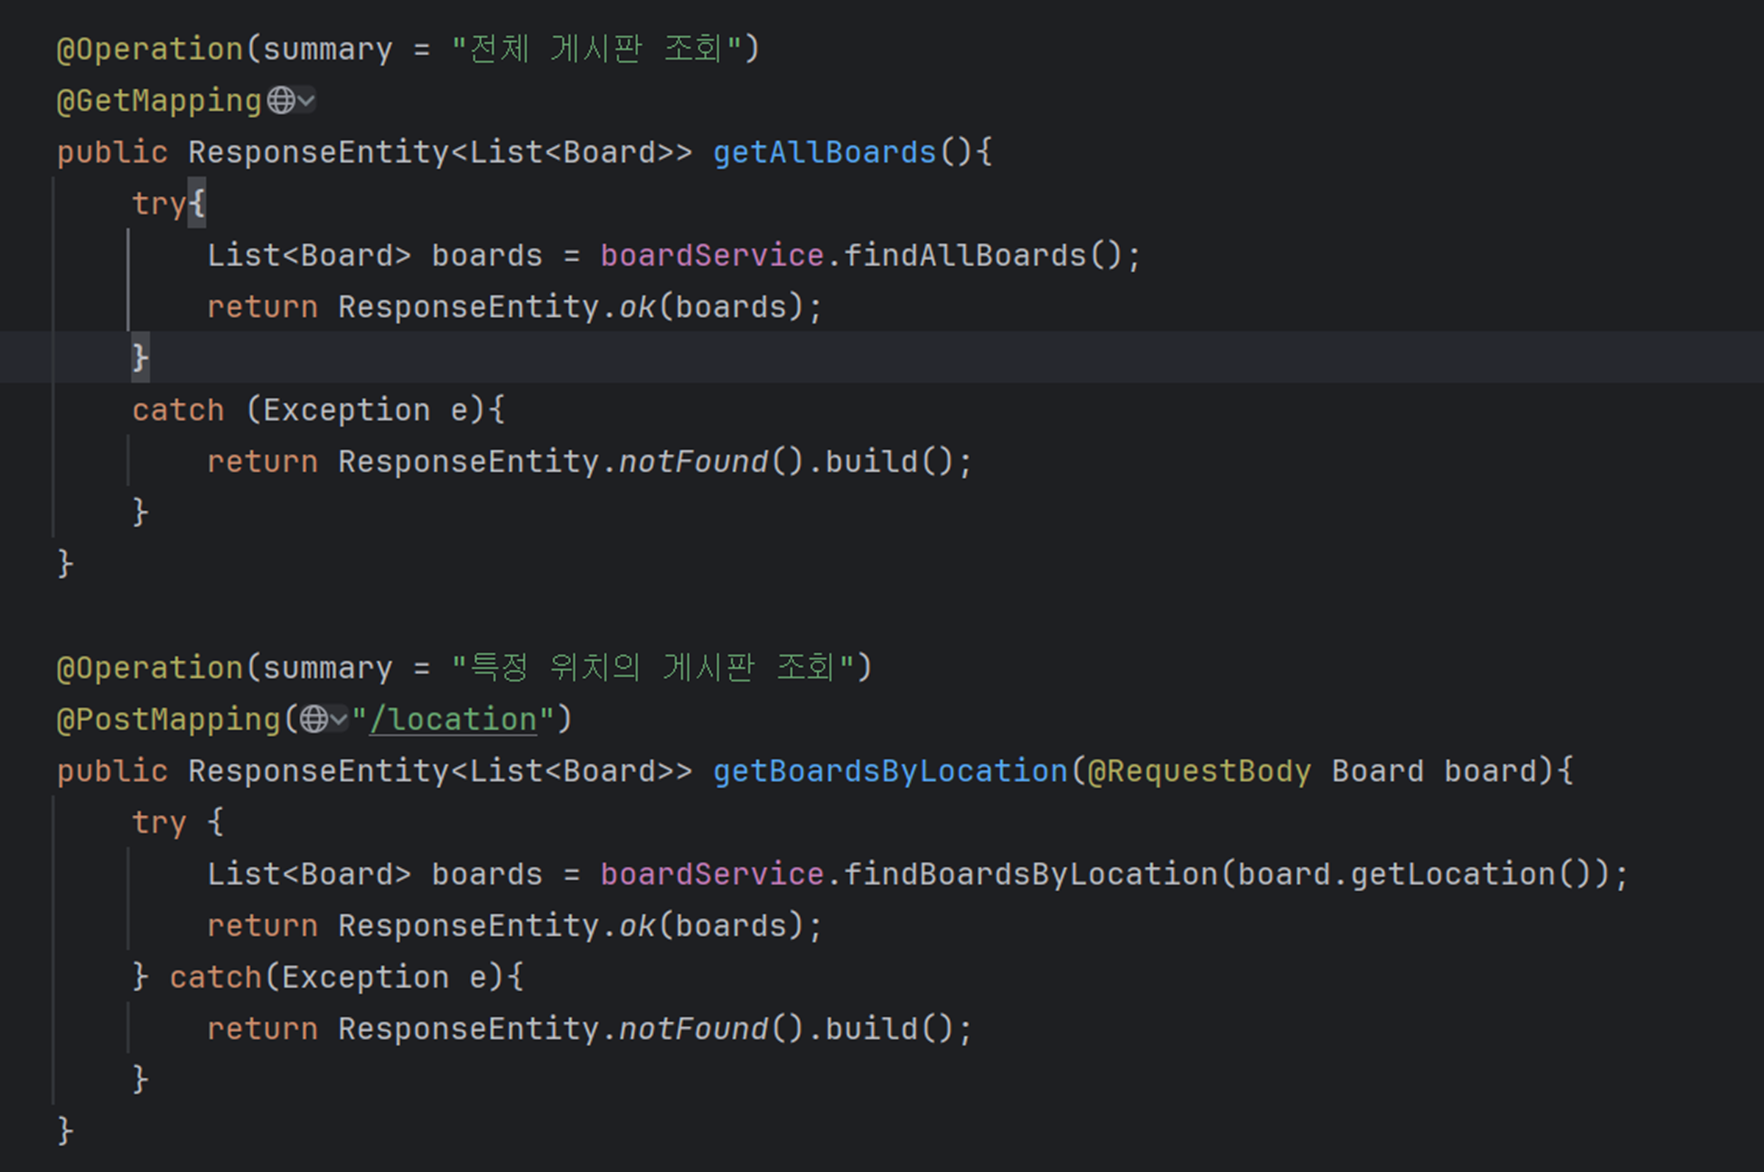 @Operation(summary = "전체 게시판 조회")
@GetMapping
public ResponseEntity<List<Board>> getAllBoards(){
try{
List<Board> boards = boardService.findAllBoards();
return ResponseEntity.ok(boards);
}
catch (Exception e){
return ResponseEntity.notFound().build();
}
}
@Operation(summary = "특정 위치의 게시판 조회")
@PostMapping("/location")
public ResponseEntity<List<Board>> getBoardsByLocation(@RequestBody Board board){
try {
List<Board> boards = boardService.findBoardsByLocation(board.getLocation());
return ResponseEntity.ok(boards);
} catch(Exception e){
return ResponseEntity.notFound().build();
}
}